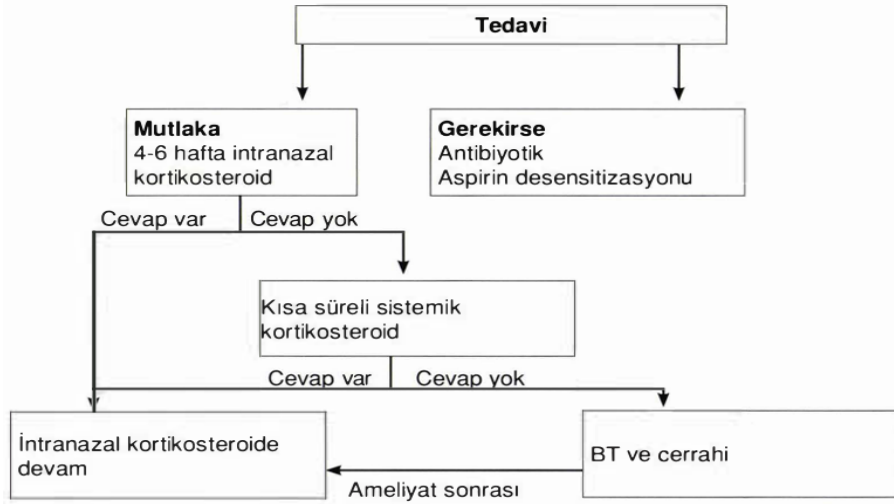 Tedavi
Mutlaka
4-6 hafta intranazal
kortikosteroid
Gerekirse
Antibiyotik
Aspirin desensitizasyonu
Cevap var
Cevap yok
Kısa süreli sistemik
kortikosteroid
Cevap var
Cevap yok
İntranazal kortikosteroide
devam
BT ve cerrahi
Ameliyat sonrası